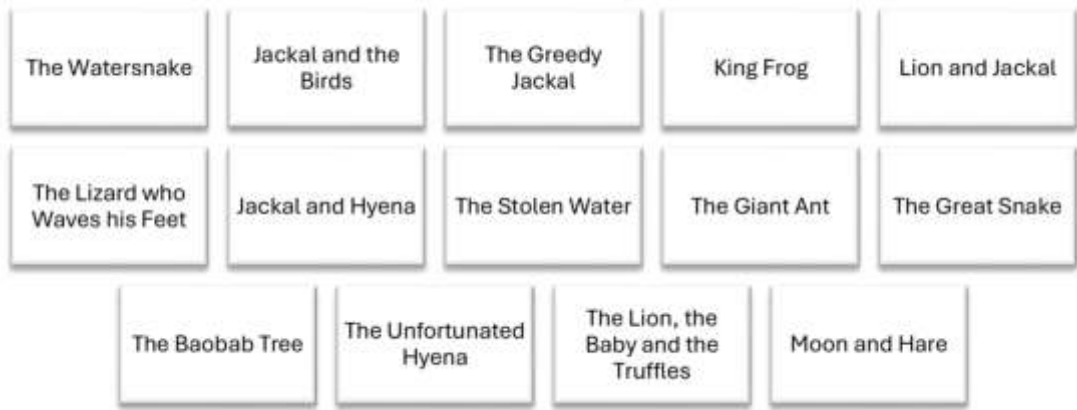 The Watersnake
Jackal and the
Birds
The Greedy
Jackal
King Frog
Lion and Jackal
The Lizard who
Waves his Feet
Jackal and Hyena
The Stolen Water
The Giant Ant
The Great Snake
The Baobab Tree
The Unfortunated
Hyena
The Lion, the
Baby and the
Truffles
Moon and Hare